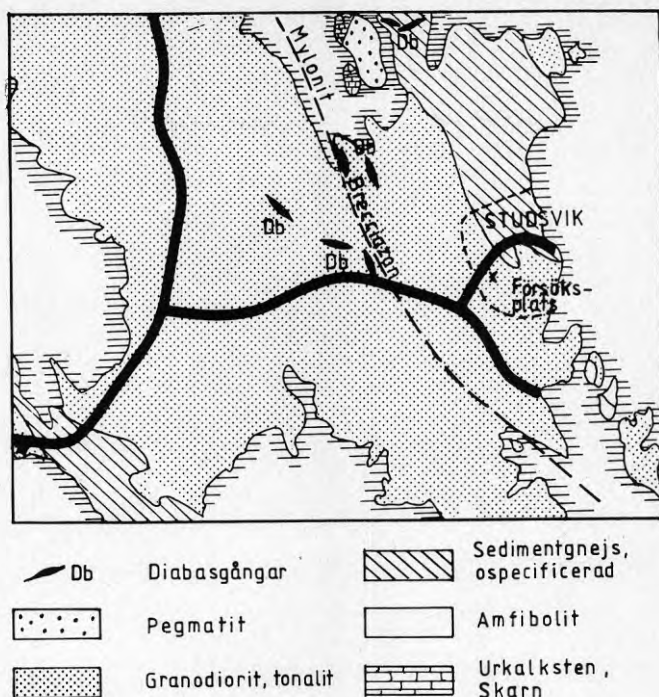 Db
Mylonit
Db
Brecciazon
Db
Db
STUDSVIK
Försöks-
plats
Db
Diabasgångar
Sedimentgnejs,
ospecificerad
Pegmatit
Amfibolit
Granodiorit, tonalit
Urkalksten,
Skarn